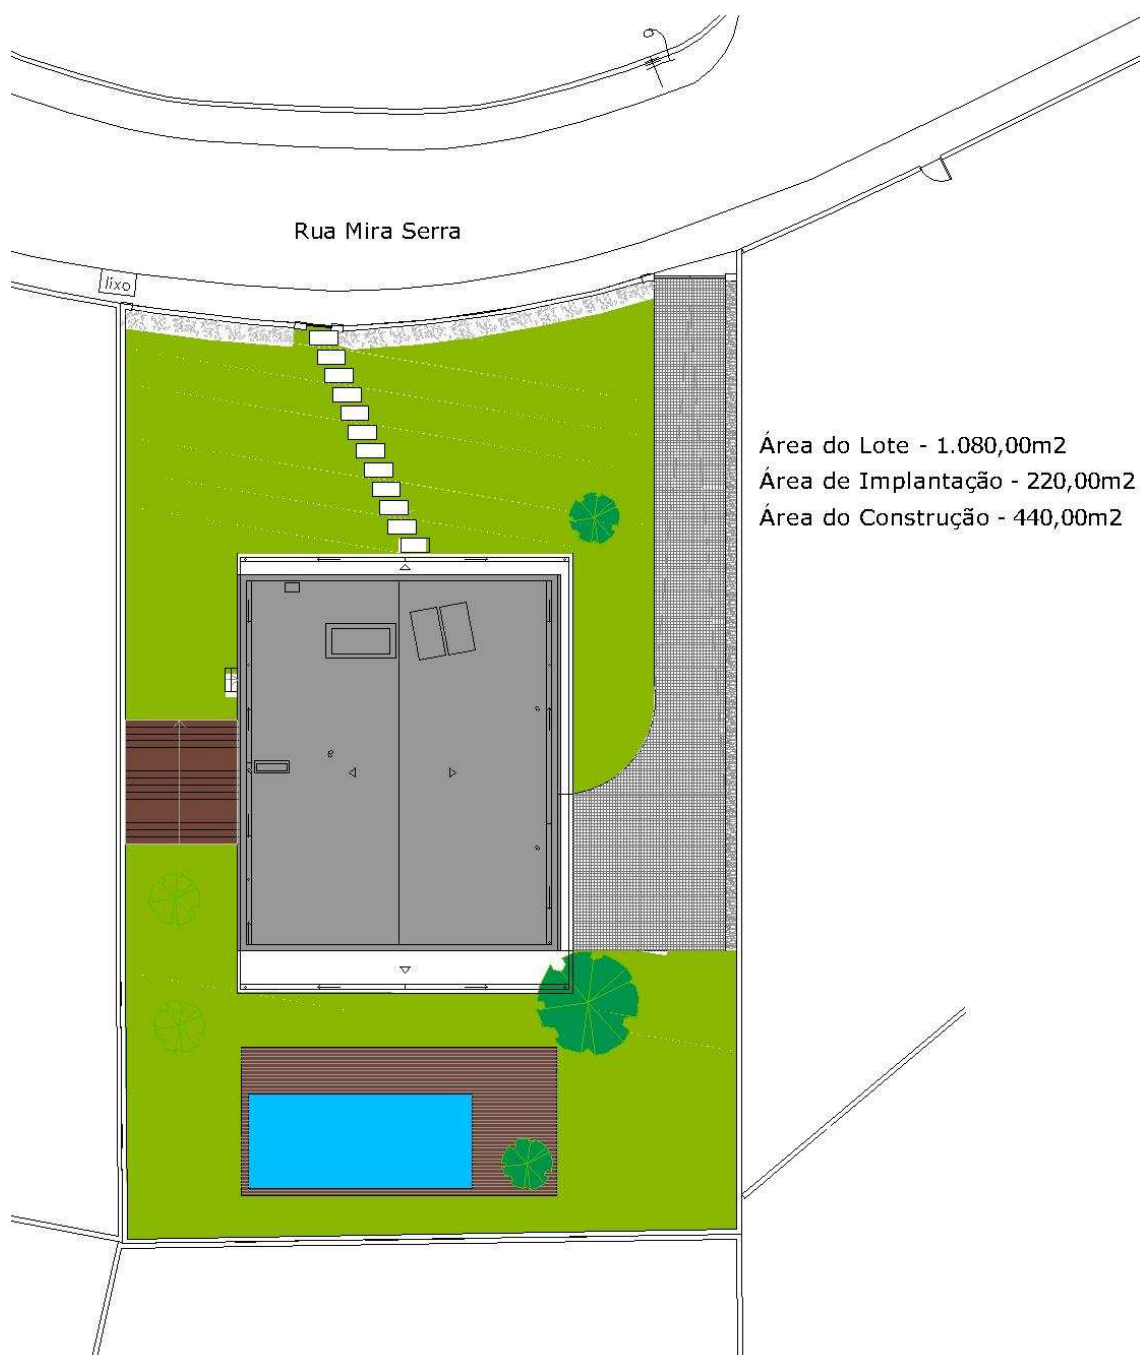 Rua Mira Serra
lixo
Área do Lote - 1.080,00m2
Área de Implantação - 220,00m2
Área do Construção - 440,00m2